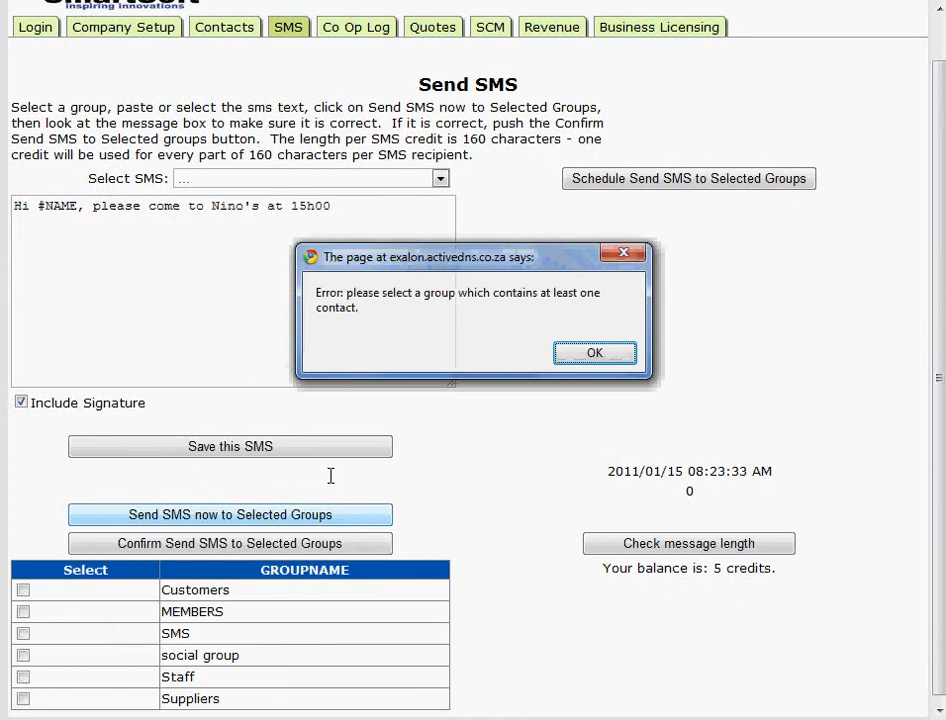 Inspiring Innovations
Login Company Setup Contacts SMS Co Op Log Quotes SCM Revenue Business Licensing
Send SMS
Select a group, paste or select the sms text, click on Send SMS now to Selected Groups,
then look at the message box to make sure it is correct. If it is correct, push the Confirm
Send SMS to Selected groups button. The length per SMS credit is 160 characters - one
credit will be used for every part of 160 characters per SMS recipient.
Select SMS: ...
Schedule Send SMS to Selected Groups
Hi #NAME, please come to Nino's at 15h00
The page at exalon.activedns.co.za says:
Error: please select a group which contains at least one
contact.
OK
Include Signature
Save this SMS
2011/01/15 08:23:33 AM
0
Send SMS now to Selected Groups
Confirm Send SMS to Selected Groups
Check message length
Your balance is: 5 credits.
Select GROUPNAME
Customers
MEMBERS
SMS
social group
Staff
Suppliers